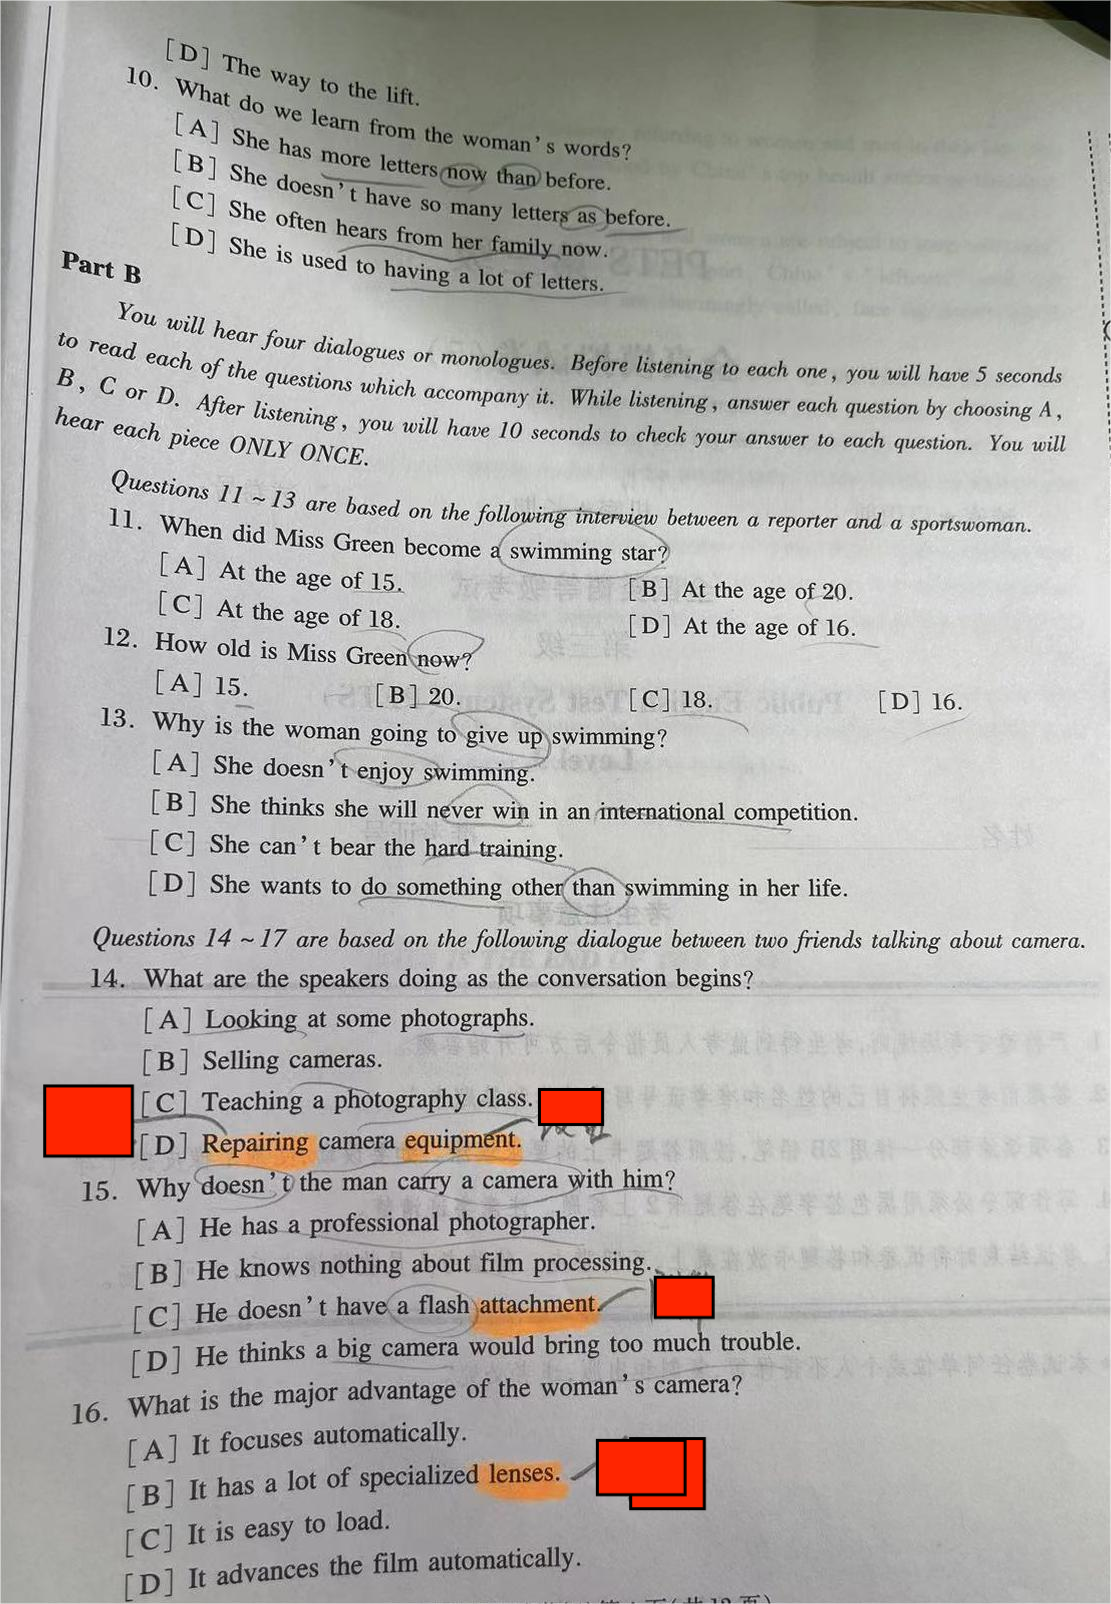 [D] The way to the lift.
10. What do we learn from the woman's words?
[A] She has more letters now than before.
[B] She doesn't have so many letters as before.
[C] She often hears from her family now.
[D] She is used to having a lot of letters.
Part B
You will hear four dialogues or monologues. Before listening to each one, you will have 5 seconds
to read each of the questions which accompany it. While listening, answer each question by choosing A,
B, C or D. After listening, you will have 10 seconds to check your answer to each question. You will
hear each piece ONLY ONCE.
Questions 11 ~ 13 are based on the following interview between a reporter and a sportswoman.
11. When did Miss Green become a swimming star?
[A] At the age of 15. [B] At the age of 20.
[C] At the age of 18. [D] At the age of 16.
12. How old is Miss Green now?
[A] 15. [B] 20. [C] 18. [D] 16.
13. Why is the woman going to give up swimming?
[A] She doesn't enjoy swimming.
[B] She thinks she will never win in an international competition.
[C] She can't bear the hard training.
[D] She wants to do something other than swimming in her life.
Questions 14 ~ 17 are based on the following dialogue between two friends talking about camera.
14. What are the speakers doing as the conversation begins?
[A] Looking at some photographs.
[B] Selling cameras.
[C] Teaching a photography class.
[D] Repairing camera equipment.
15. Why doesn't the man carry a camera with him?
[A] He has a professional photographer.
[B] He knows nothing about film processing.
[C] He doesn't have a flash attachment.
[D] He thinks a big camera would bring too much trouble.
16. What is the major advantage of the woman's camera?
[A] It focuses automatically.
[B] It has a lot of specialized lenses.
[C] It is easy to load.
[D] It advances the film automatically.